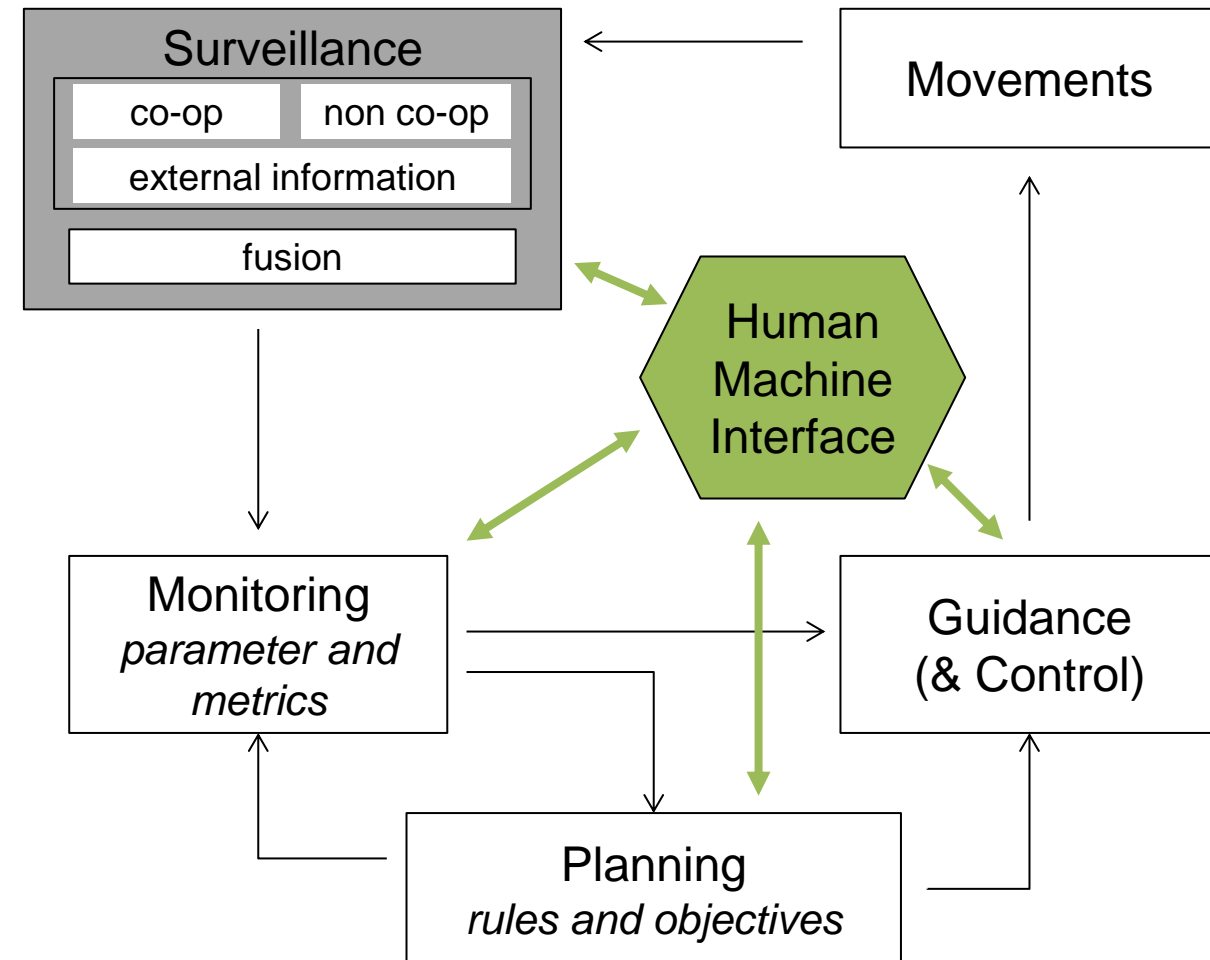 Surveillance
co-op
non co-op
external information
fusion
Movements
Human
Machine
Interface
Monitoring
parameter and
metrics
Guidance
(& Control)
Planning
rules and objectives